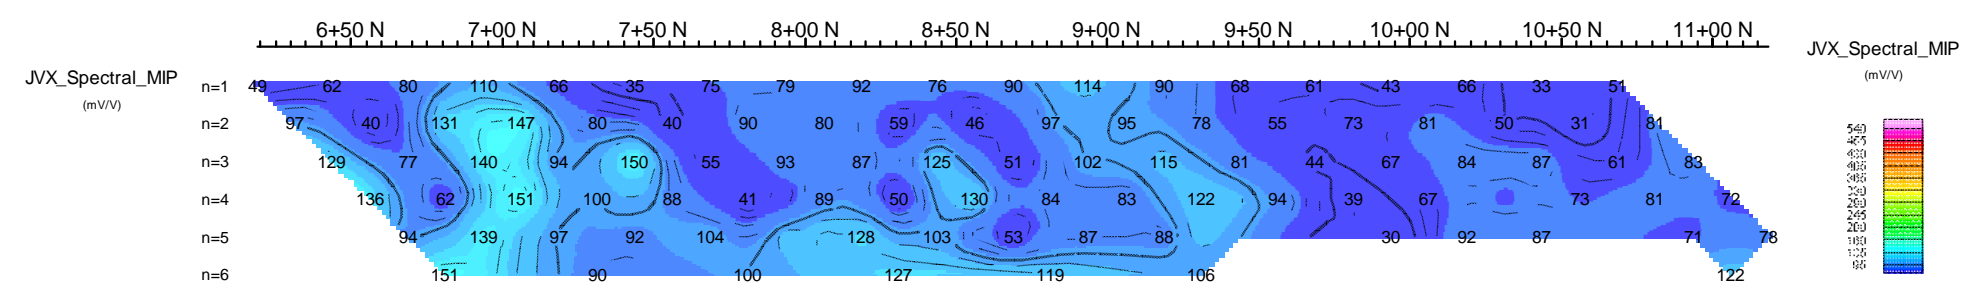 6+50 N 7+00 N 7+50 N 8+00 N 8+50 N 9+00 N 9+50 N 10+00 N 10+50 N 11+00 N
JVX_Spectral_MIP
(mV/V)
JVX_Spectral_MIP
(mV/V)
n=1 49 62 80 110 66 35 75 79 92 76 90 114 90 68 61 43 66 33 51
n=2 97 40 131 147 80 40 90 80 59 46 97 95 78 55 73 81 50 31 81
n=3 129 77 140 94 150 55 93 87 125 51 102 115 81 44 67 84 87 61 83
n=4 136 62 151 100 88 41 89 50 130 84 83 122 94 39 67 73 81 72
n=5 94 139 97 92 104 128 103 53 87 88 30 92 87 71 78
n=6 151 90 100 127 119 106 122
540
245